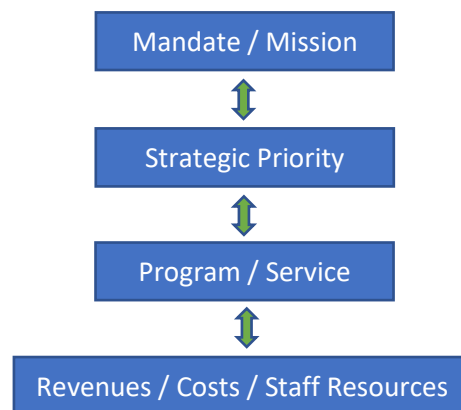 Mandate / Mission
Strategic Priority
Program / Service
Revenues / Costs / Staff Resources